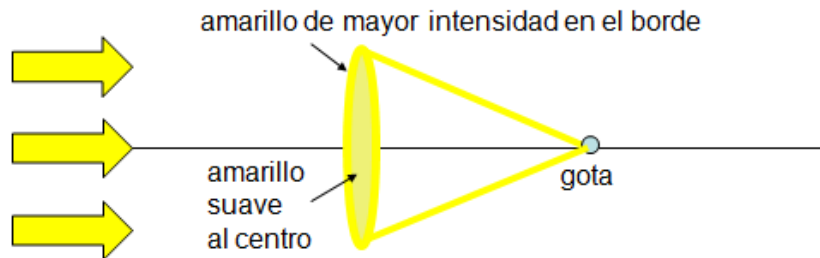 amarillo de mayor intensidad en el borde
amarillo
suave
al centro
gota